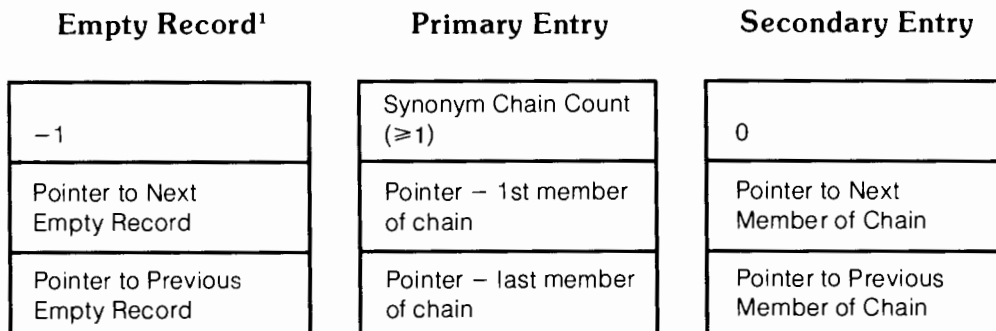 Empty Record¹
Primary Entry
Secondary Entry
−1
Synonym Chain Count
(⩾1)
0
Pointer to Next
Empty Record
Pointer − 1st member
of chain
Pointer to Next
Member of Chain
Pointer to Previous
Empty Record
Pointer − last member
of chain
Pointer to Previous
Member of Chain